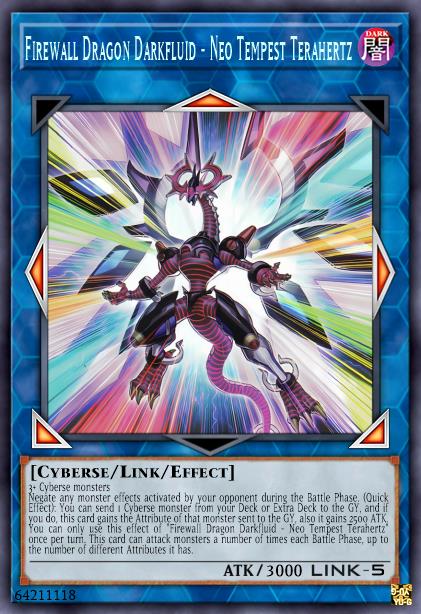 Firewall Dragon Darkfluid - Neo Tempest Terahertz
DARK
闇
[Cyberse/Link/Effect]
3+ Cyberse monsters
Negate any monster effects activated by your opponent during the Battle Phase. (Quick
Effect): You can send 1 Cyberse monster from your Deck or Extra Deck to the GY, and if
you do, this card gains the Attribute of that monster sent to the GY, also it gains 2500 ATK.
You can only use this effect of "Firewall Dragon Darkfluid - Neo Tempest Terahertz"
once per turn. This card can attack monsters a number of times each Battle Phase, up to
the number of different Attributes it has.
ATK/3000 LINK-5
64211118